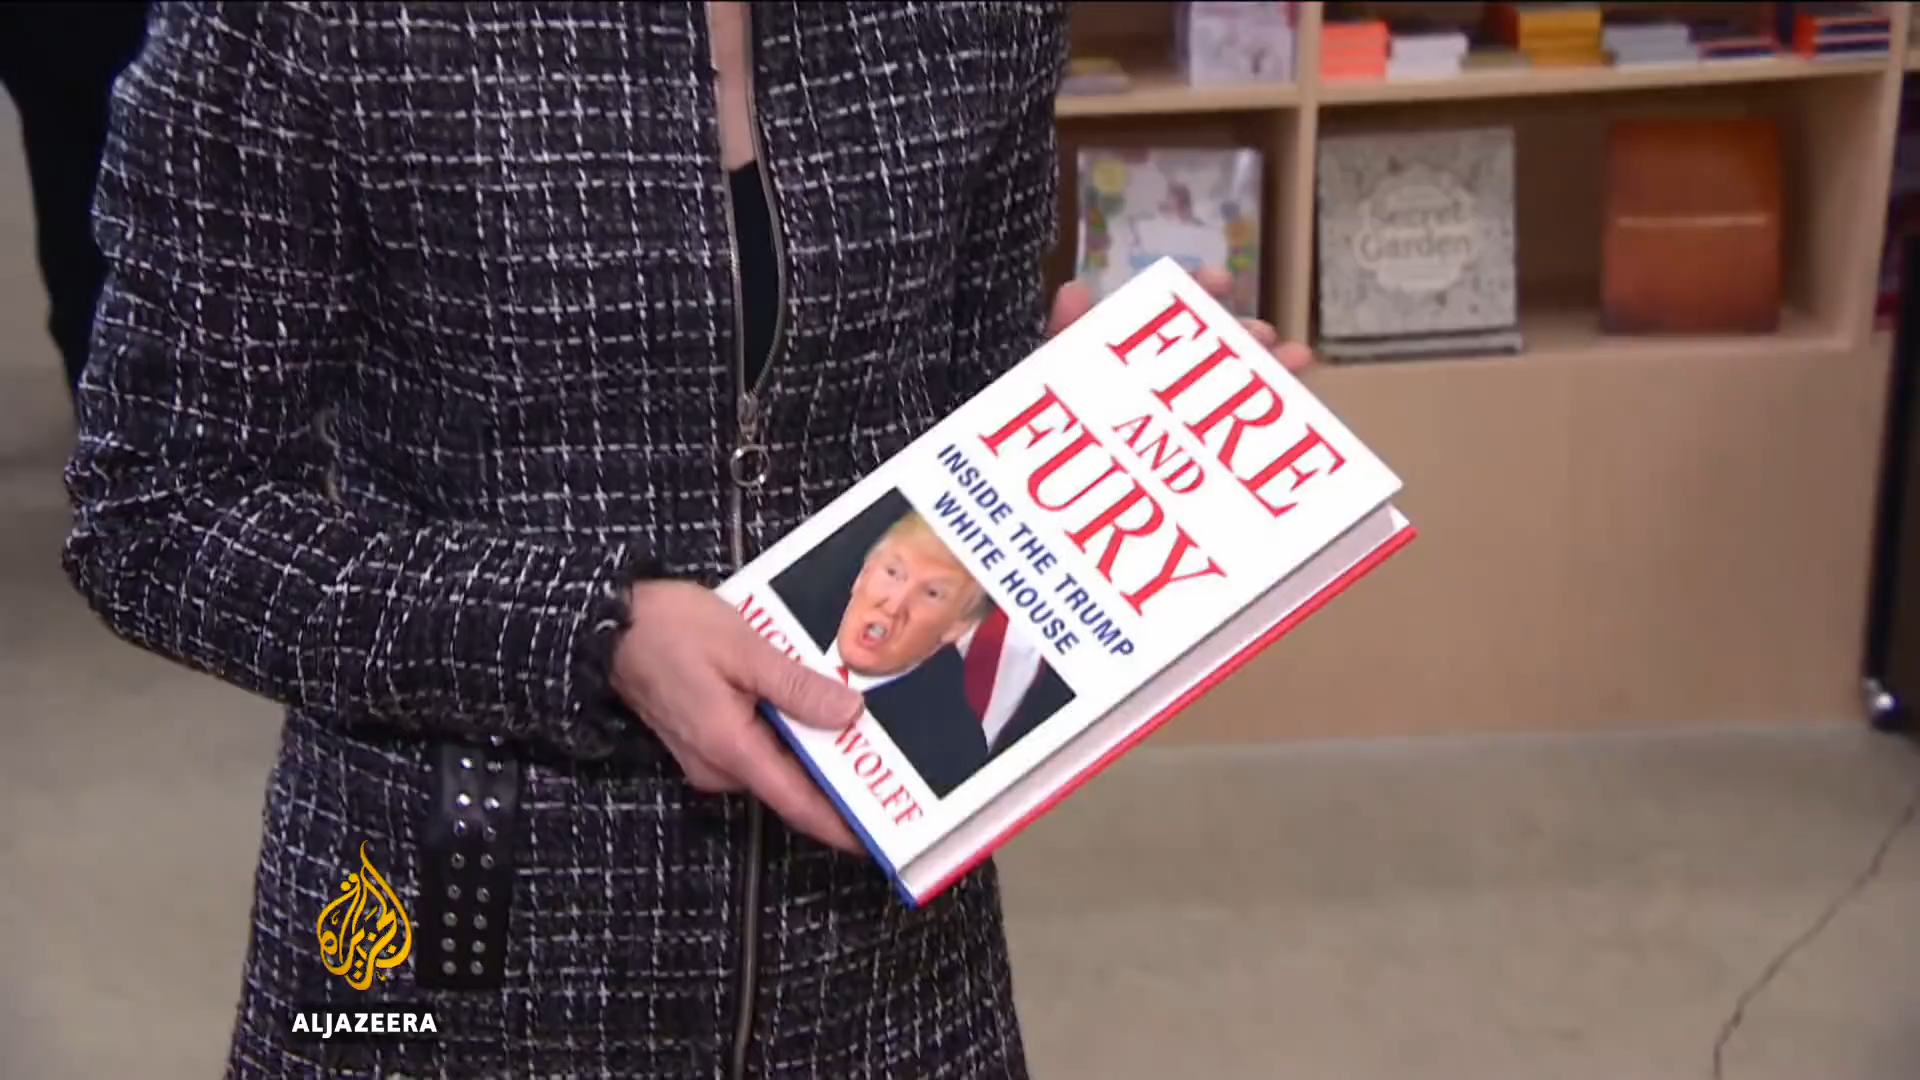 FIRE
AND
FURY
INSIDE THE TRUMP
WHITE HOUSE
WOLFF
Secret
Garden
الجزيرة
ALJAZEERA